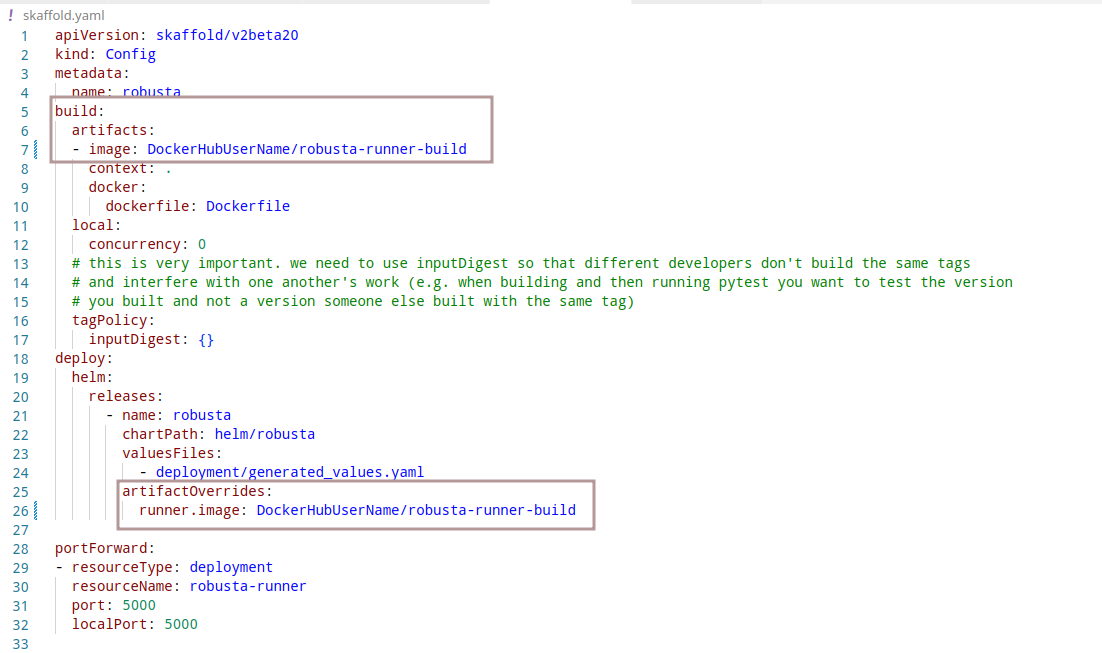 ! skaffold.yaml
1 apiVersion: skaffold/v2beta20
2 kind: Config
3 metadata:
4   name: robusta
5 build:
6   artifacts:
7   - image: DockerHubUserName/robusta-runner-build
8     context: .
9     docker:
10       dockerfile: Dockerfile
11   local:
12     concurrency: 0
13   # this is very important. we need to use inputDigest so that different developers don't build the same tags
14   # and interfere with one another's work (e.g. when building and then running pytest you want to test the version
15   # you built and not a version someone else built with the same tag)
16   tagPolicy:
17     inputDigest: {}
18 deploy:
19   helm:
20     releases:
21       - name: robusta
22         chartPath: helm/robusta
23         valuesFiles:
24           - deployment/generated_values.yaml
25         artifactOverrides:
26           runner.image: DockerHubUserName/robusta-runner-build
27
28 portForward:
29 - resourceType: deployment
30   resourceName: robusta-runner
31   port: 5000
32   localPort: 5000
33